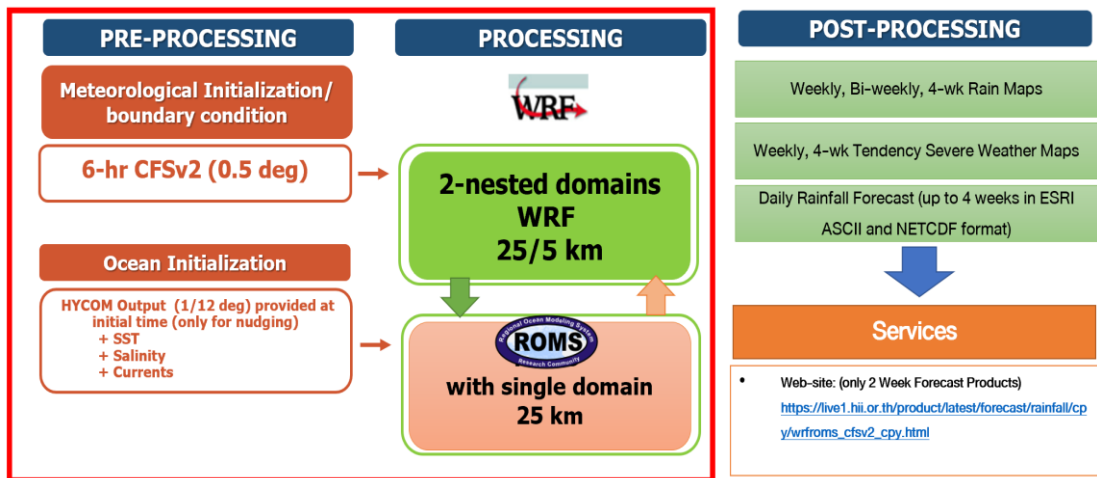 PRE-PROCESSING
Meteorological Initialization/
boundary condition
6-hr CFSv2 (0.5 deg)
Ocean Initialization
HYCOM Output (1/12 deg) provided at
initial time (only for nudging)
+ SST
+ Salinity
+ Currents
PROCESSING
WRF
2-nested domains
WRF
25/5 km
Regional Ocean Modeling System
ROMS
Research Community
with single domain
25 km
POST-PROCESSING
Weekly, Bi-weekly, 4-wk Rain Maps
Weekly, 4-wk Tendency Severe Weather Maps
Daily Rainfall Forecast (up to 4 weeks in ESRI
ASCII and NETCDF format)
Services
• Web-site: (only 2 Week Forecast Products)
https://live1.hii.or.th/product/latest/forecast/rainfall/cp
y/wrfroms_cfsv2_cpy.html